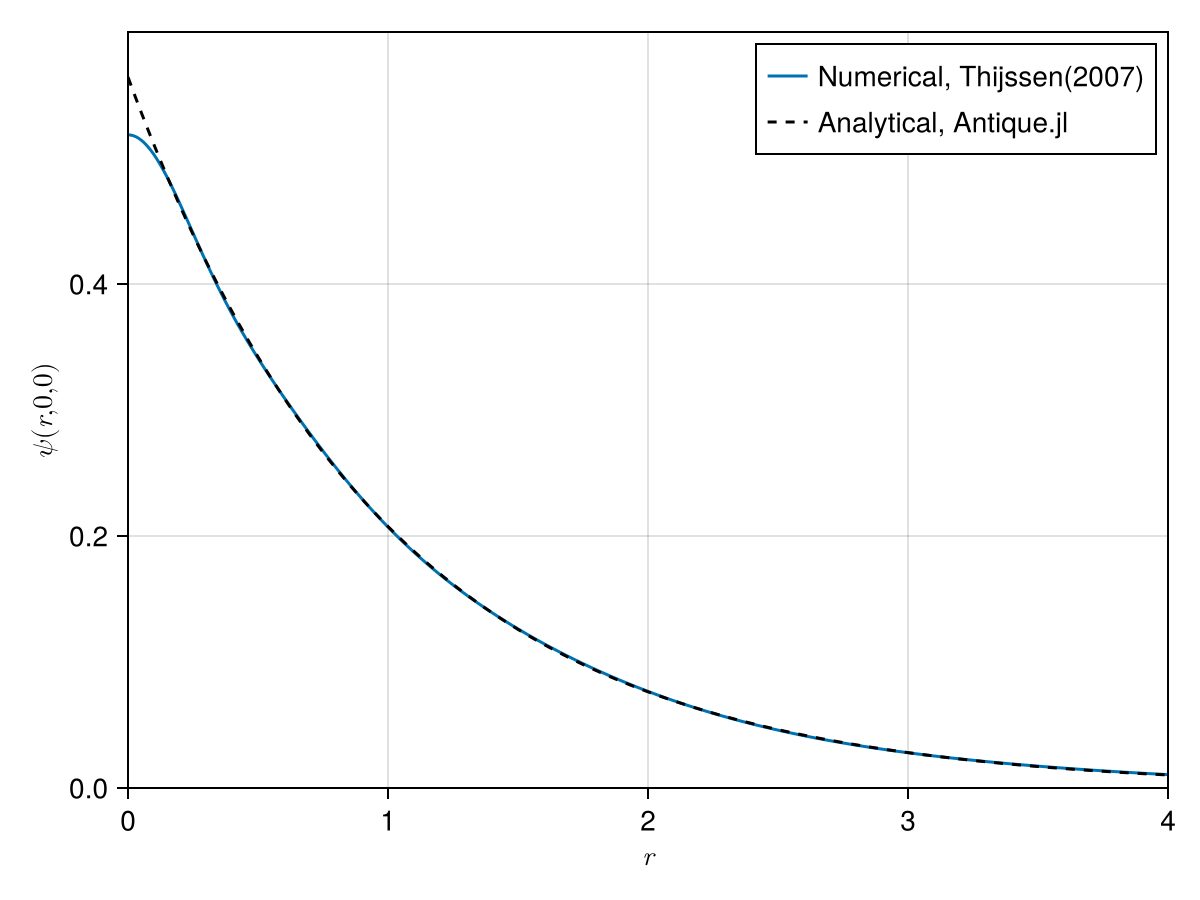 Numerical, Thijssen(2007)
Analytical, Antique.jl
0.4
0.2
0.0
ψ(r,0,0)
0 1 2 3 4
r